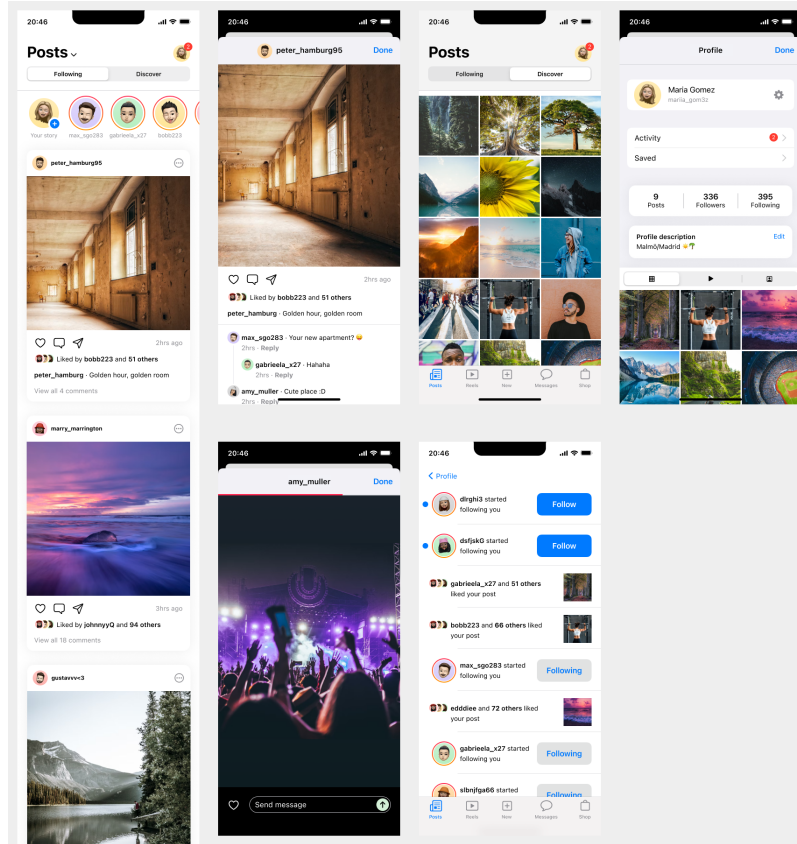 20:46
Posts
2
Following
Discover
Your story
max_sgo283
gabrieela_x27
bobb223
peter_hamburg95
2hrs ago
Liked by bobb223 and 51 others
peter_hamburg · Golden hour, golden room
View all 4 comments
marry_marrington
3hrs ago
Liked by johnnyyQ and 94 others
View all 18 comments
gustavvv<3
20:46
peter_hamburg95
Done
2hrs ago
Liked by bobb223 and 51 others
peter_hamburg · Golden hour, golden room
max_sgo283 · Your new apartment? 😄
2hrs · Reply
gabrieela_x27 · Hahaha
2hrs · Reply
amy_muller · Cute place :D
2hrs · Reply
20:46
Posts
2
Following
Discover
Posts
Reels
New
Messages
Shop
20:46
Profile
Done
Maria Gomez
mariia_gom3z
Activity
2
Saved
9
Posts
336
Followers
395
Following
Profile description
Edit
Malmö/Madrid ☀️🌴
20:46
amy_muller
Done
Send message
20:46
Profile
dlrghi3 started
following you
Follow
dsfjskG started
following you
Follow
gabrieela_x27 and 51 others
liked your post
bobb223 and 66 others liked
your post
max_sgo283 started
following you
Following
edddiee and 72 others liked
your post
gabrieela_x27 started
following you
Following
slbnjfga66 started
Following
Posts
Reels
New
Messages
Shop